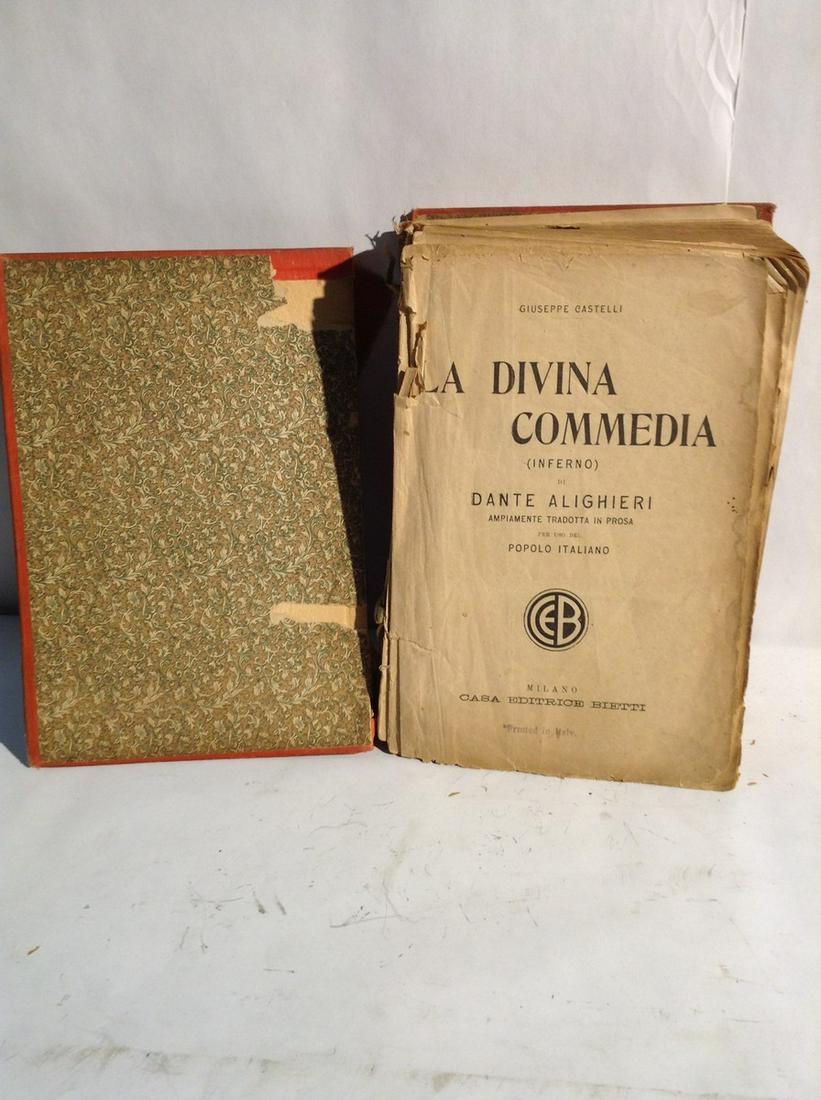 GIUSEPPE CASTELLI
LA DIVINA
COMMEDIA
(INFERNO)
DI
DANTE ALIGHIERI
AMPIAMENTE TRADOTTA IN PROSA
PER USO DEL
POPOLO ITALIANO
CEB
MILANO
CASA EDITRICE BIETTI
Printed in Italy.